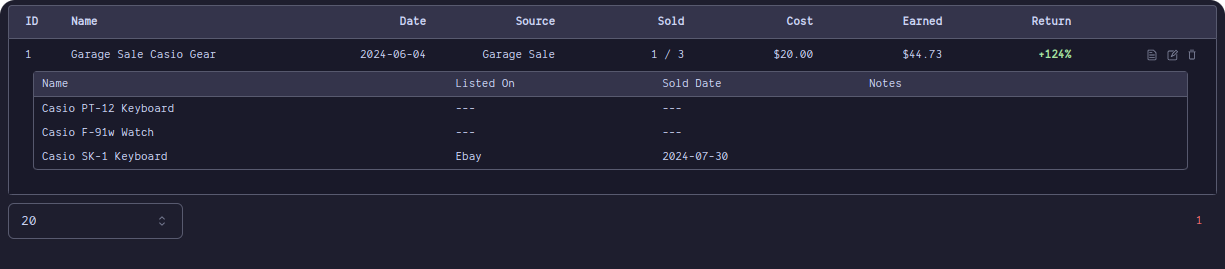 ID Name Date Source Sold Cost Earned Return
1 Garage Sale Casio Gear 2024-06-04 Garage Sale 1 / 3 $20.00 $44.73 +124%
Name Listed On Sold Date Notes
Casio PT-12 Keyboard --- ---
Casio F-91w Watch --- ---
Casio SK-1 Keyboard Ebay 2024-07-30
20 1